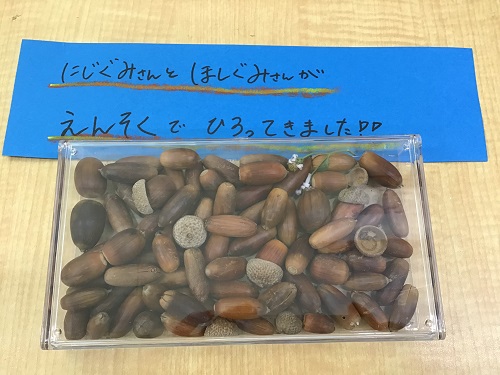 にじぐみさんと ほしぐみさんが
えんそくで ひろってきました!!